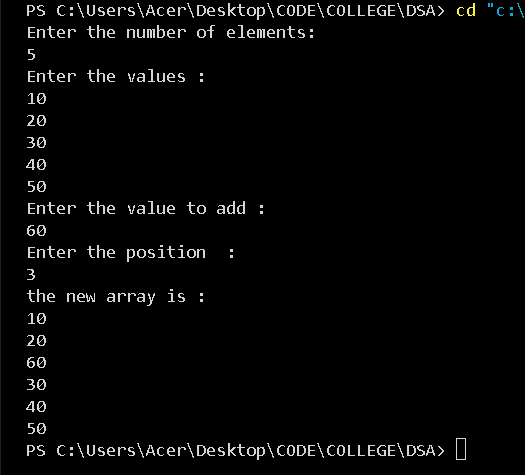 PS C:\Users\Acer\Desktop\CODE\COLLEGE\DSA> cd "c:\
Enter the number of elements:
5
Enter the values :
10
20
30
40
50
Enter the value to add :
60
Enter the position  :
3
the new array is :
10
20
60
30
40
50
PS C:\Users\Acer\Desktop\CODE\COLLEGE\DSA>